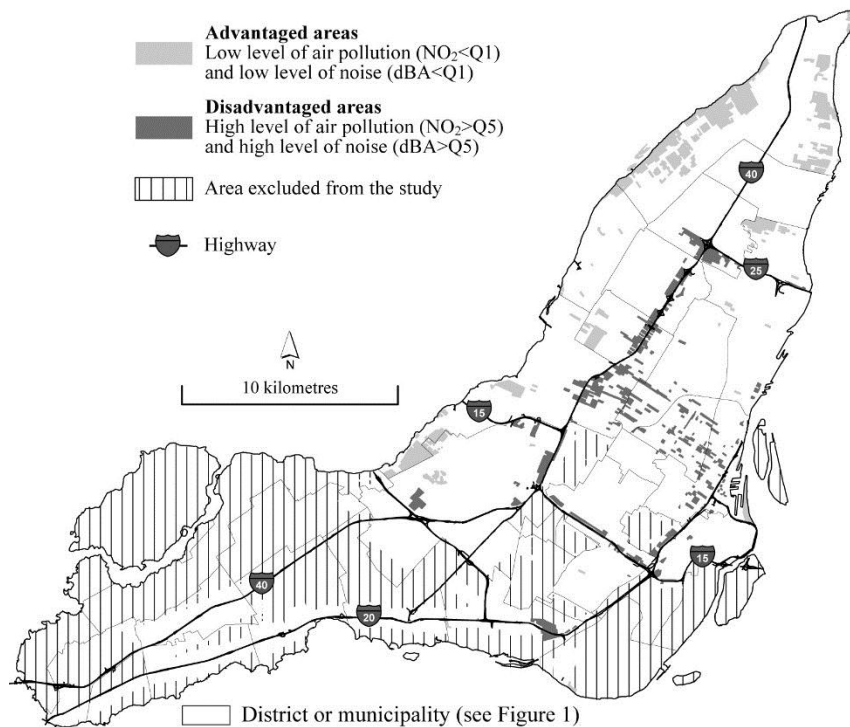 Advantaged areas
Low level of air pollution (NO₂<Q1)
and low level of noise (dBA<Q1)
Disadvantaged areas
High level of air pollution (NO₂>Q5)
and high level of noise (dBA>Q5)
Area excluded from the study
Highway
N
10 kilometres
40
25
15
15
40
20
District or municipality (see Figure 1)